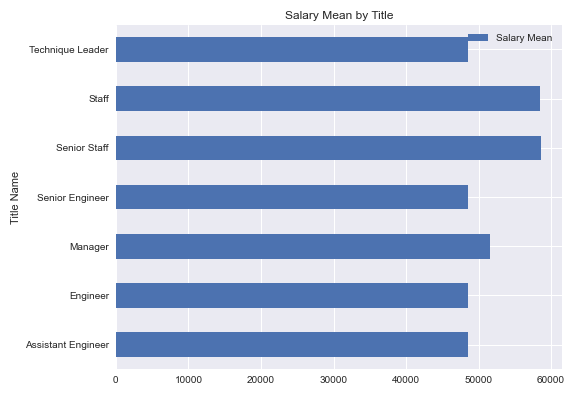 Salary Mean by Title
Salary Mean
Title Name
Technique Leader
Staff
Senior Staff
Senior Engineer
Manager
Engineer
Assistant Engineer
0 10000 20000 30000 40000 50000 60000